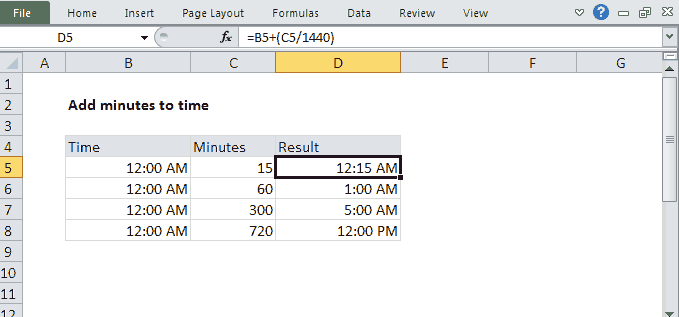 File Home Insert Page Layout Formulas Data Review View ?
D5 fx =B5+(C5/1440)
A B C D E F G
1
2 Add minutes to time
3
4 Time Minutes Result
5 12:00 AM 15 12:15 AM
6 12:00 AM 60 1:00 AM
7 12:00 AM 300 5:00 AM
8 12:00 AM 720 12:00 PM
9
10
11
12